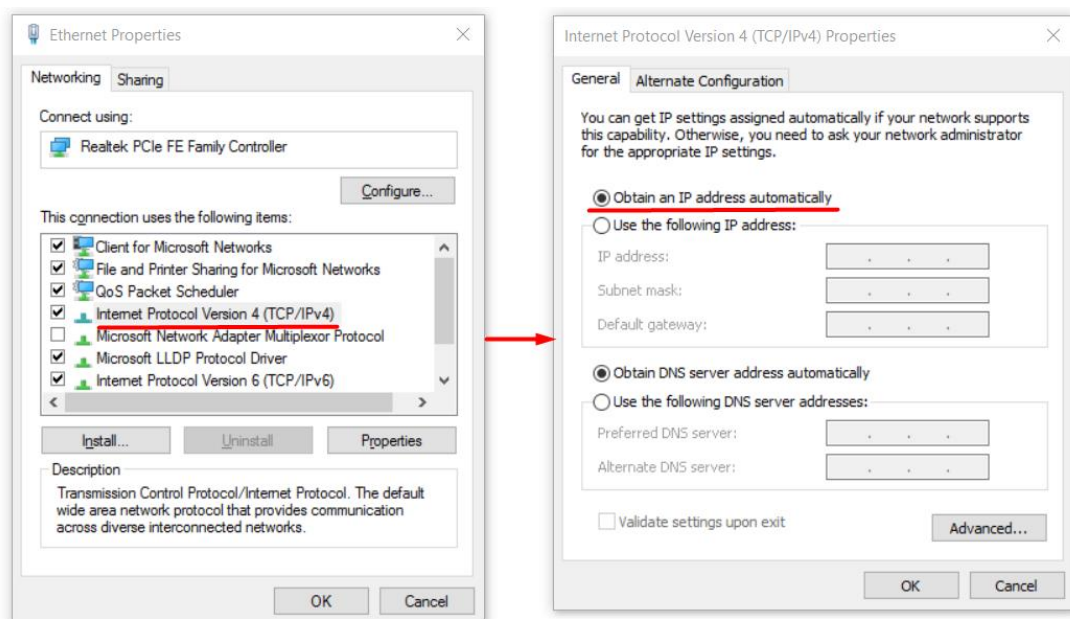 Ethernet Properties
Networking
Sharing
Connect using:
Realtek PCIe FE Family Controller
Configure...
This connection uses the following items:
Client for Microsoft Networks
File and Printer Sharing for Microsoft Networks
QoS Packet Scheduler
Internet Protocol Version 4 (TCP/IPv4)
Microsoft Network Adapter Multiplexor Protocol
Microsoft LLDP Protocol Driver
Internet Protocol Version 6 (TCP/IPv6)
Install...
Uninstall
Properties
Description
Transmission Control Protocol/Internet Protocol. The default
wide area network protocol that provides communication
across diverse interconnected networks.
OK
Cancel
Internet Protocol Version 4 (TCP/IPv4) Properties
General
Alternate Configuration
You can get IP settings assigned automatically if your network supports
this capability. Otherwise, you need to ask your network administrator
for the appropriate IP settings.
Obtain an IP address automatically
Use the following IP address:
IP address:
Subnet mask:
Default gateway:
Obtain DNS server address automatically
Use the following DNS server addresses:
Preferred DNS server:
Alternate DNS server:
Validate settings upon exit
Advanced...
OK
Cancel